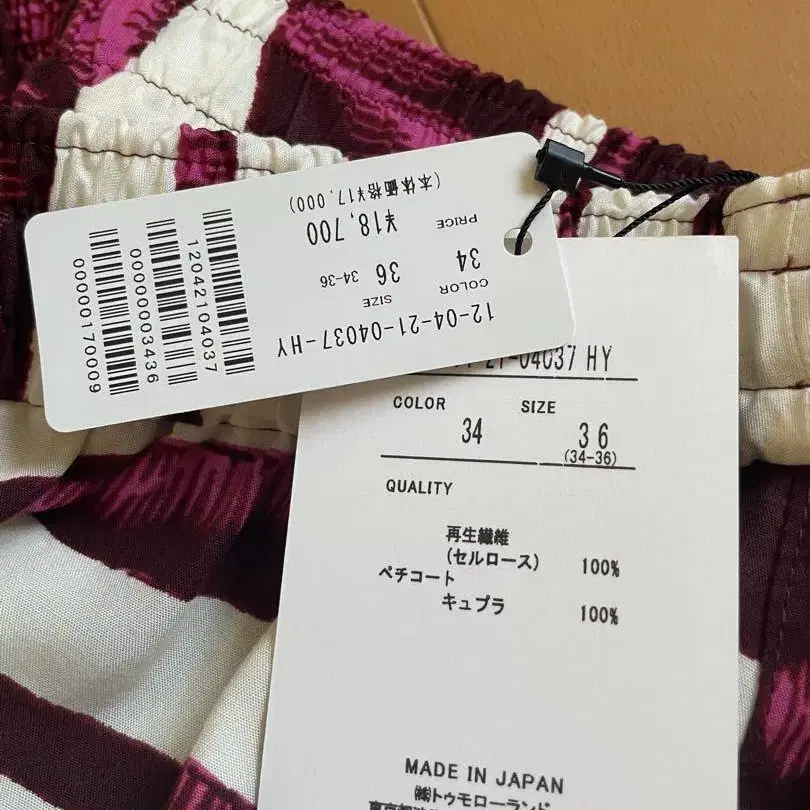 12-04-21-04037-HY
COLOR SIZE
34 36 34-36
PRICE ¥18,700
(本体価格¥17,000)
12042104037
00000003436
00000170009
21-04037 HY
COLOR SIZE
34 36
(34-36)
QUALITY
再生繊維
(セルロース) 100%
ペチコート
キュプラ 100%
MADE IN JAPAN
㈱トゥモローランド